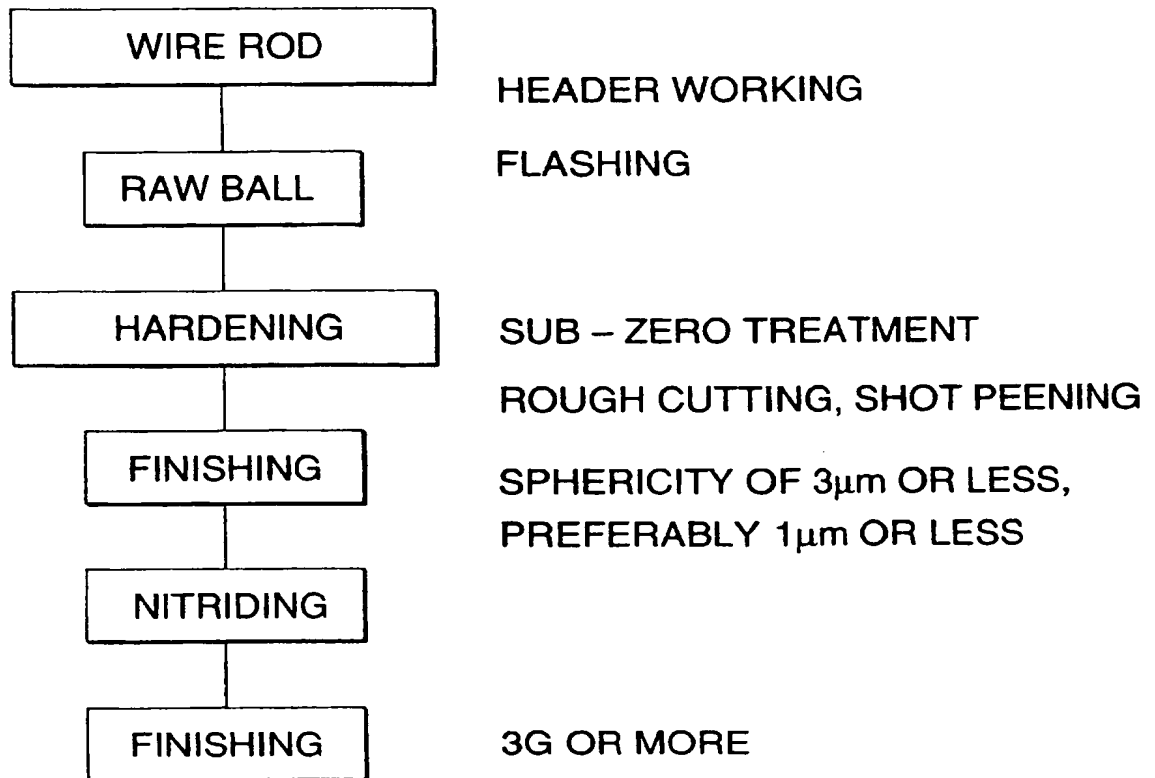 WIRE ROD
HEADER WORKING
FLASHING
RAW BALL
HARDENING
SUB – ZERO TREATMENT
ROUGH CUTTING, SHOT PEENING
FINISHING
SPHERICITY OF 3μm OR LESS,
PREFERABLY 1μm OR LESS
NITRIDING
FINISHING
3G OR MORE